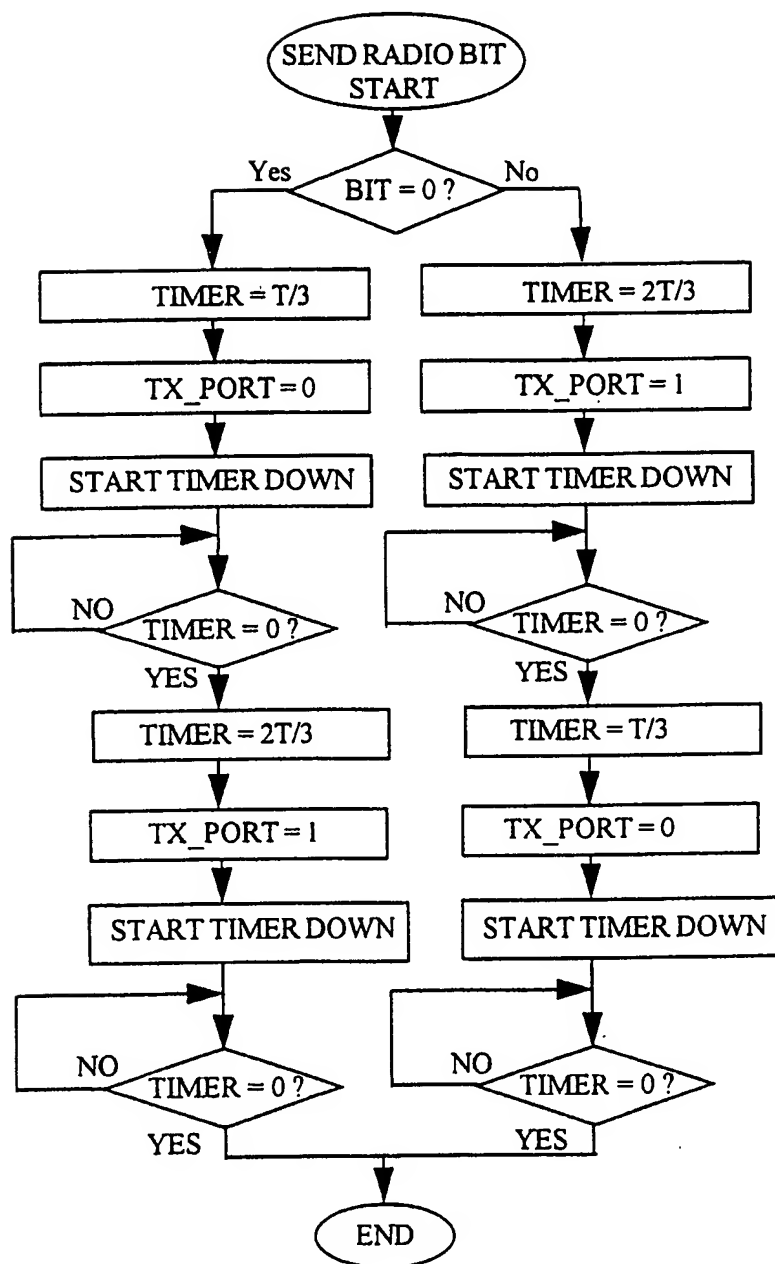 SEND RADIO BIT
START
Yes
BIT = 0 ?
No
TIMER = T/3
TIMER = 2T/3
TX_PORT = 0
TX_PORT = 1
START TIMER DOWN
START TIMER DOWN
NO
TIMER = 0 ?
YES
NO
TIMER = 0 ?
YES
TIMER = 2T/3
TIMER = T/3
TX_PORT = 1
TX_PORT = 0
START TIMER DOWN
START TIMER DOWN
NO
TIMER = 0 ?
YES
NO
TIMER = 0 ?
YES
END